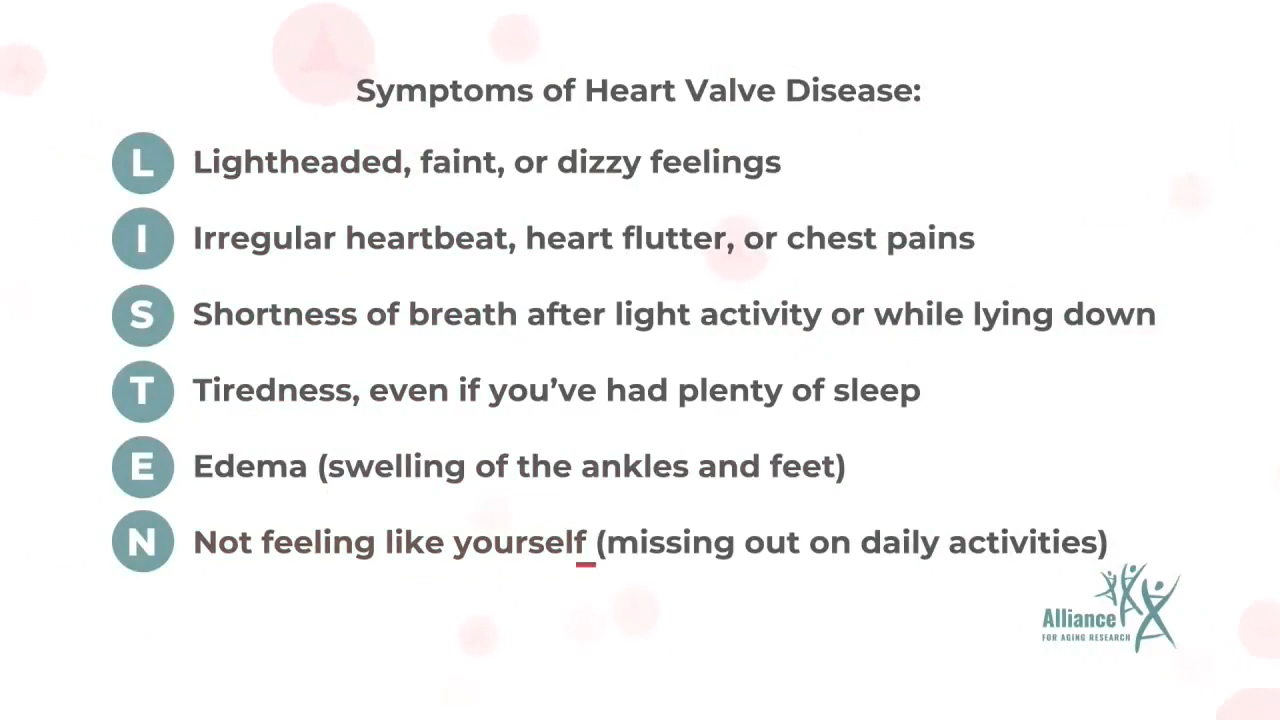 Symptoms of Heart Valve Disease:
L Lightheaded, faint, or dizzy feelings
I Irregular heartbeat, heart flutter, or chest pains
S Shortness of breath after light activity or while lying down
T Tiredness, even if you’ve had plenty of sleep
E Edema (swelling of the ankles and feet)
N Not feeling like yourself (missing out on daily activities)
Alliance
FOR AGING RESEARCH